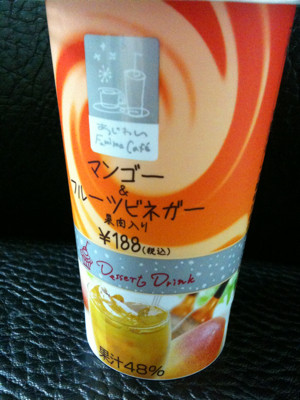 あじわい
Famima Café
マンゴー
&
フルーツビネガー
果肉入り
¥188(税込)
Dessert Drink
果汁48%